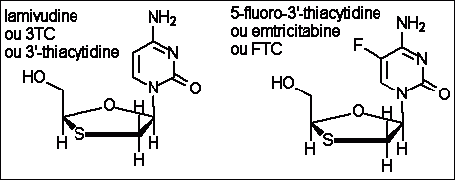 lamivudine
ou 3TC
ou 3'-thiacytidine
NH₂
N
N
O
HO
O
S
H
H
H
H
5-fluoro-3'-thiacytidine
ou emtricitabine
ou FTC
NH₂
F
N
N
O
HO
O
S
H
H
H
H